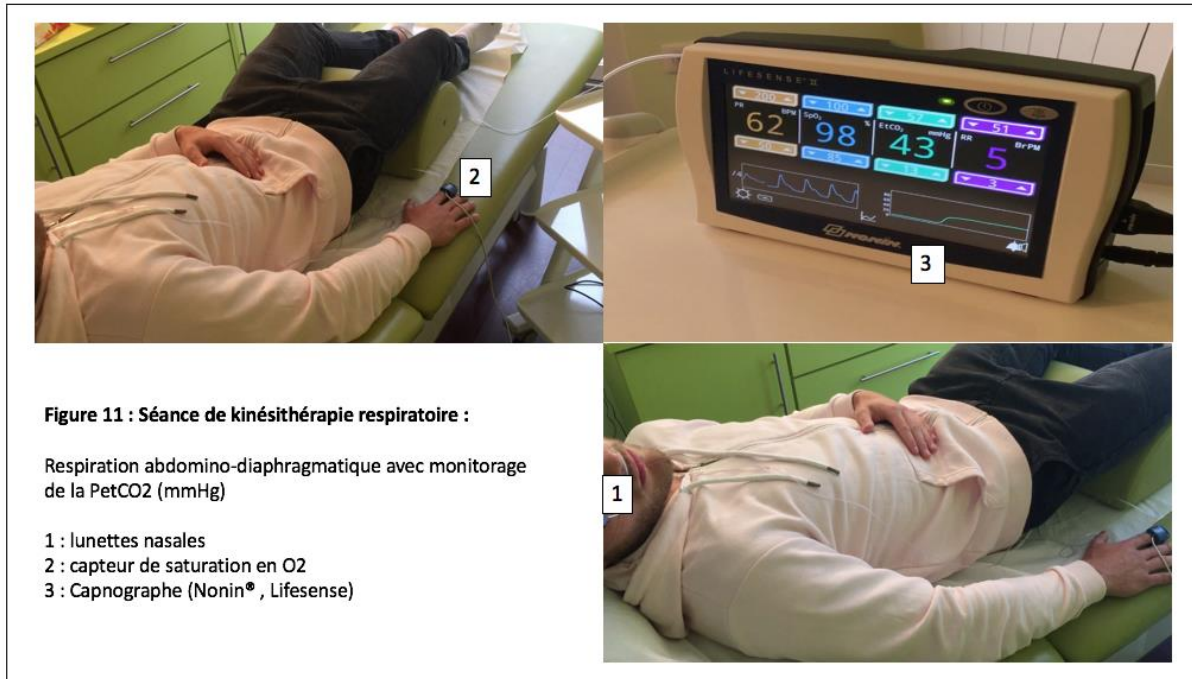 2
LIFESENSE® II
200
100
57
51
PR
BPM
SpO₂
%
EtCO₂
mmHg
RR
BrPM
62
98
43
5
50
85
13
3
NONIN
3
Figure 11 : Séance de kinésithérapie respiratoire :
Respiration abdomino-diaphragmatique avec monitorage
de la PetCO2 (mmHg)
1 : lunettes nasales
2 : capteur de saturation en O2
3 : Capnographe (Nonin® , Lifesense)
1